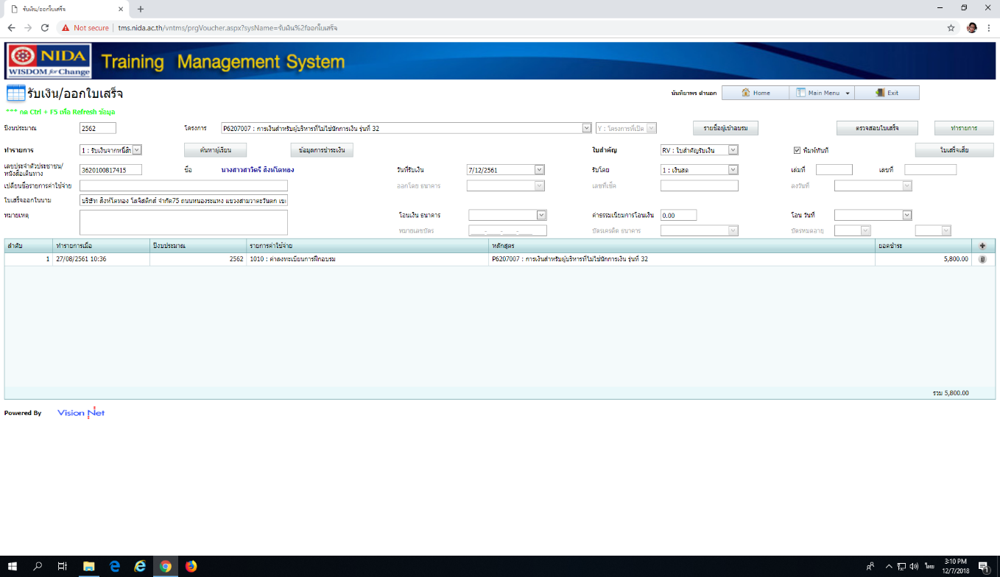 รับเงิน/ออกใบเสร็จ
Not secure | tms.nida.ac.th/vntms/prgVoucher.aspx?sysName=รับเงิน%2fออกใบเสร็จ
NIDA
WISDOM for Change
Training Management System
รับเงิน/ออกใบเสร็จ
Home Main Menu Exit
*** กด Ctrl + F5 เพื่อ Refresh ข้อมูล
ปีงบประมาณ 2562 โครงการ P6207007 : การเงินสำหรับผู้บริหารที่ไม่ใช่นักการเงิน รุ่นที่ 32 Y : โครงการที่เปิด รายชื่อผู้เข้าอบรม ตรวจสอบใบเสร็จ ทำรายการ
ทำรายการ 1 : รับเงินจากหนี้สิ ค้นหาผู้เรียน ข้อมูลการชำระเงิน ใบสำคัญ RV : ใบสำคัญรับเงิน พิมพ์ทันที ใบเสร็จเสีย
เลขประจำตัวประชาชน/
หนังสือเดินทาง 3620100817415 ชื่อ นางสาวสาวิตรี สิงห์โตทอง วันที่รับเงิน 7/12/2561 รับโดย 1 : เงินสด เล่มที่ เลขที่
เปลี่ยนชื่อรายการค่าใช้จ่าย ออกโดย ธนาคาร เลขที่เช็ค ลงวันที่
ใบเสร็จออกในนาม บริษัท สิงห์โตทอง โลจิสติกส์ จำกัด75 ถนนหนองระแหง แขวงสามวาตะวันตก เข
หมายเหตุ โอนเงิน ธนาคาร ค่าธรรมเนียมการโอนเงิน 0.00 โอน วันที่
หมายเลขบัตร ____-____-____-____ บัตรเครดิต ธนาคาร บัตรหมดอายุ
ลำดับ ทำรายการเมื่อ ปีงบประมาณ รายการค่าใช้จ่าย หลักสูตร ยอดชำระ
1 27/08/2561 10:36 2562 1010 : ค่าลงทะเบียนการฝึกอบรม P6207007 : การเงินสำหรับผู้บริหารที่ไม่ใช่นักการเงิน รุ่นที่ 32 5,800.00
รวม 5,800.00
Powered By Vision Net
ไทย 3:10 PM
12/7/2018
1